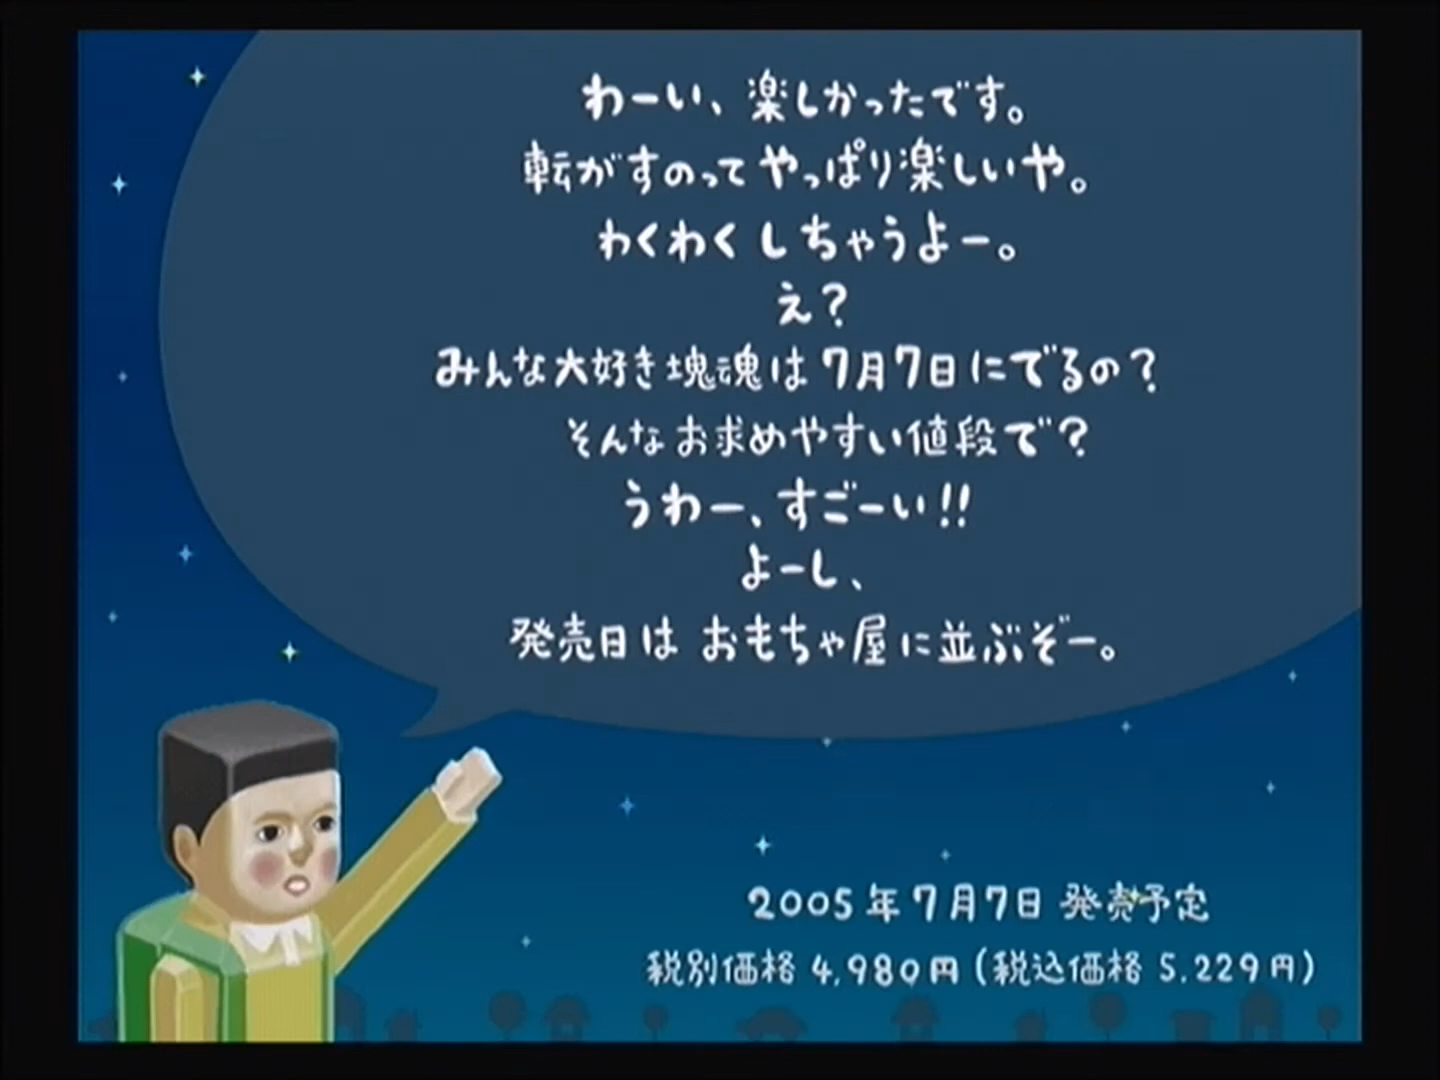 わーい、楽しかったです。
転がすのってやっぱり楽しいや。
わくわくしちゃうよー。
え？
みんな大好き塊魂は7月7日にでるの？
そんなお求めやすい値段で？
うわー、すごーい!!
よーし、
発売日は おもちゃ屋に並ぶぞー。
2005年7月7日 発売予定
税別価格 4,980円 (税込価格 5,229円)